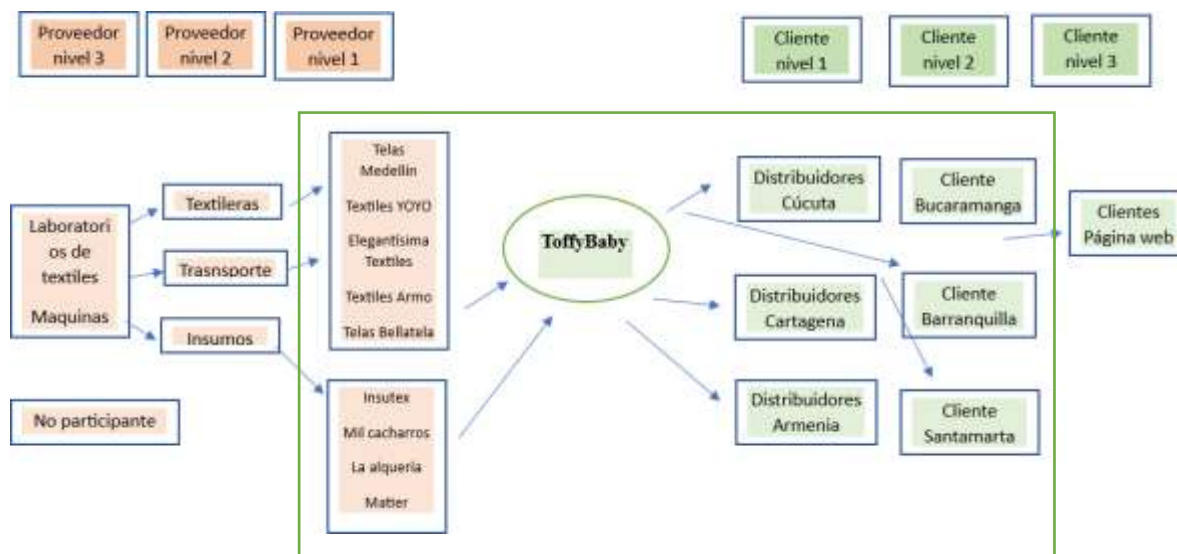 Proveedor
nivel 3
Proveedor
nivel 2
Proveedor
nivel 1
Cliente
nivel 1
Cliente
nivel 2
Cliente
nivel 3
Laboratori
os de
textiles
Maquinas
Textileras
Trasnsporte
Insumos
No participante
Telas
Medellin
Textiles YOYO
Elegantísima
Textiles
Textiles Armo
Telas Bellatela
Insutex
Mil cacharros
La alqueria
Matier
ToffyBaby
Distribuidores
Cúcuta
Distribuidores
Cartagena
Distribuidores
Armenia
Cliente
Bucaramanga
Cliente
Barranquilla
Cliente
Santamarta
Clientes
Página web